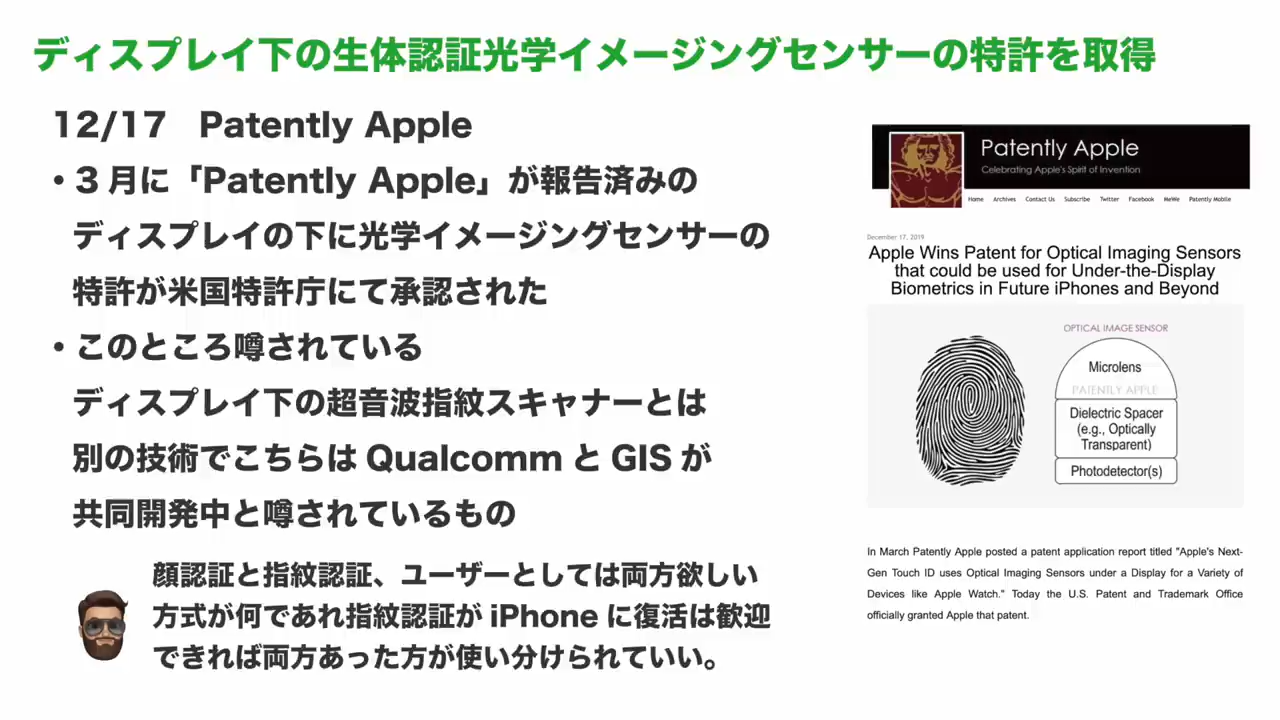 ディスプレイ下の生体認証光学イメージングセンサーの特許を取得
12/17 Patently Apple
・3月に「Patently Apple」が報告済みの
ディスプレイの下に光学イメージングセンサーの
特許が米国特許庁にて承認された
・このところ噂されている
ディスプレイ下の超音波指紋スキャナーとは
別の技術でこちらは Qualcomm と GIS が
共同開発中と噂されているもの
顔認証と指紋認証、ユーザーとしては両方欲しい
方式が何であれ指紋認証が iPhone に復活は歓迎
できれば両方あった方が使い分けられていい。
Patently Apple
Celebrating Apple's Spirit of Invention
Home Archives Contact Us Subscribe Twitter Facebook MeWe Patently Mobile
December 17, 2019
Apple Wins Patent for Optical Imaging Sensors
that could be used for Under-the-Display
Biometrics in Future iPhones and Beyond
OPTICAL IMAGE SENSOR
Microlens
PATENTLY APPLE
Dielectric Spacer
(e.g., Optically
Transparent)
Photodetector(s)
In March Patently Apple posted a patent application report titled "Apple's Next-
Gen Touch ID uses Optical Imaging Sensors under a Display for a Variety of
Devices like Apple Watch." Today the U.S. Patent and Trademark Office
officially granted Apple that patent.